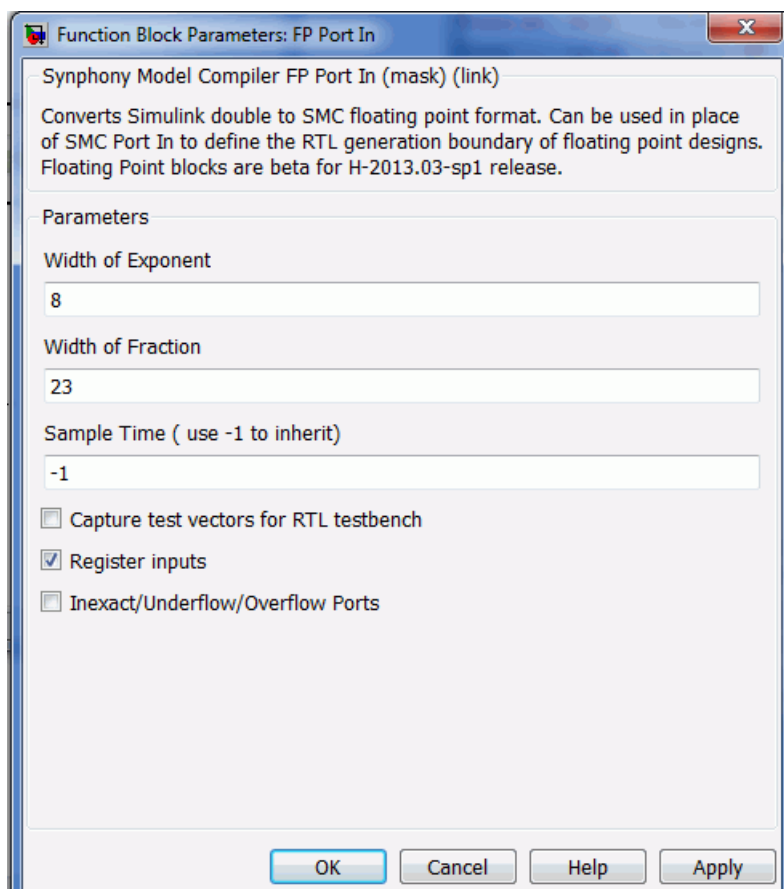 Function Block Parameters: FP Port In
Synphony Model Compiler FP Port In (mask) (link)
Converts Simulink double to SMC floating point format. Can be used in place
of SMC Port In to define the RTL generation boundary of floating point designs.
Floating Point blocks are beta for H-2013.03-sp1 release.
Parameters
Width of Exponent
8
Width of Fraction
23
Sample Time ( use -1 to inherit)
-1
Capture test vectors for RTL testbench
Register inputs
Inexact/Underflow/Overflow Ports
OK Cancel Help Apply